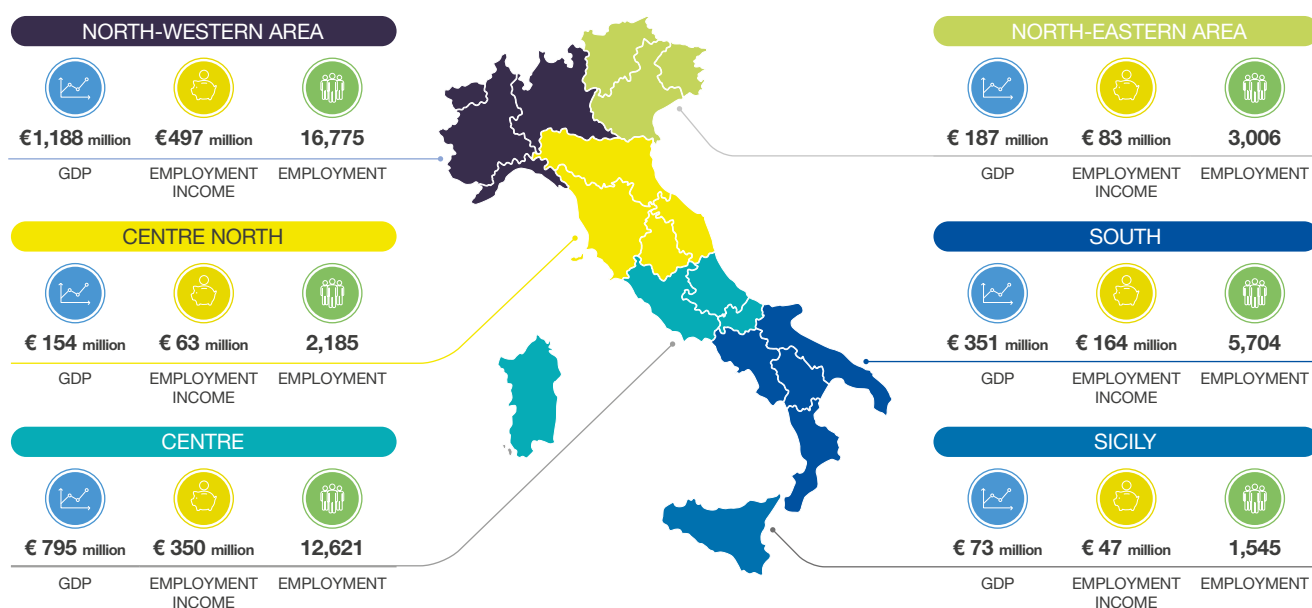 NORTH-WESTERN AREA
€1,188 million
€497 million
16,775
GDP
EMPLOYMENT
INCOME
EMPLOYMENT
CENTRE NORTH
€ 154 million
€ 63 million
2,185
GDP
EMPLOYMENT
INCOME
EMPLOYMENT
CENTRE
€ 795 million
€ 350 million
12,621
GDP
EMPLOYMENT
INCOME
EMPLOYMENT
NORTH-EASTERN AREA
€ 187 million
€ 83 million
3,006
GDP
EMPLOYMENT
INCOME
EMPLOYMENT
SOUTH
€ 351 million
€ 164 million
5,704
GDP
EMPLOYMENT
INCOME
EMPLOYMENT
SICILY
€ 73 million
€ 47 million
1,545
GDP
EMPLOYMENT
INCOME
EMPLOYMENT